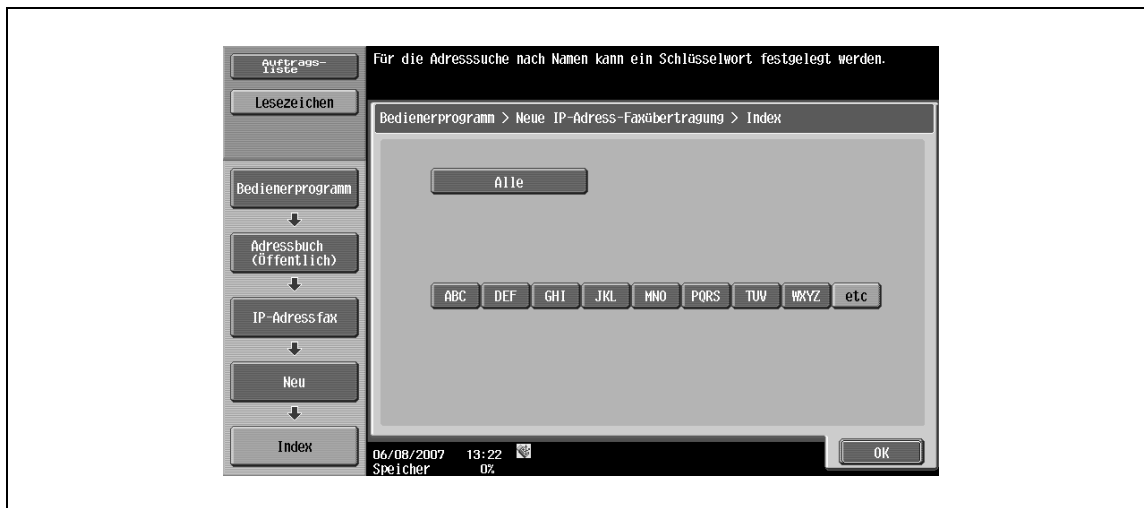 Auftrags-
liste
Lesezeichen
Bedienerprogramm
Adressbuch
(Öffentlich)
IP-Adressfax
Neu
Index
Für die Adresssuche nach Namen kann ein Schlüsselwort festgelegt werden.
Bedienerprogramm > Neue IP-Adress-Faxübertragung > Index
Alle
ABC DEF GHI JKL MNO PQRS TUV WXYZ etc
06/08/2007 13:22
Speicher 0%
OK